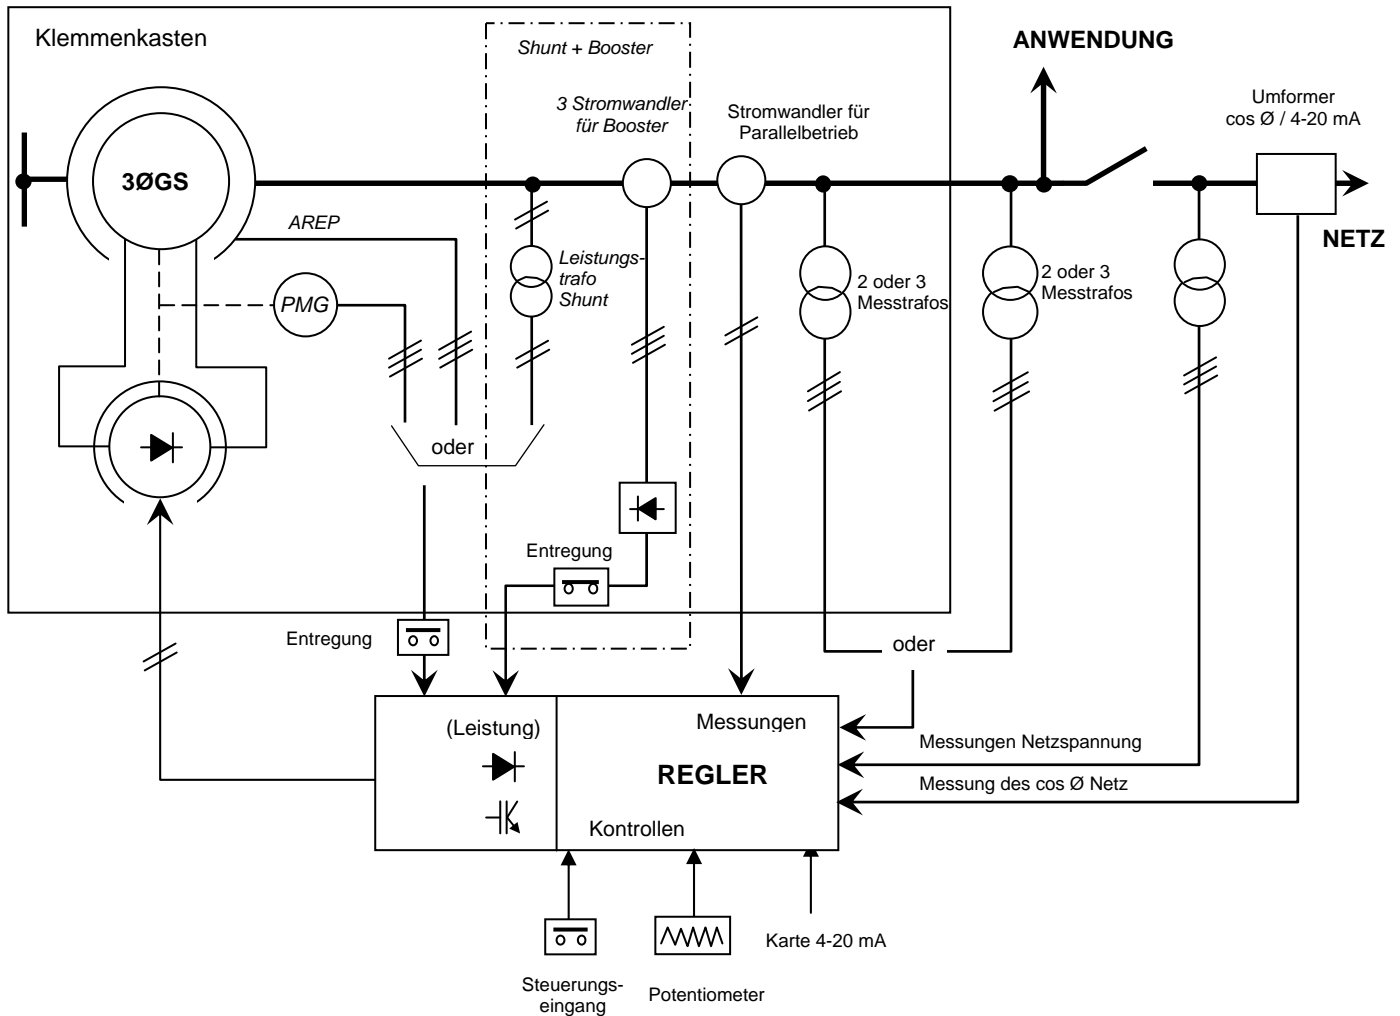 Klemmenkasten
Shunt + Booster
ANWENDUNG
3 Stromwandler
für Booster
Stromwandler für
Parallelbetrieb
Umformer
cos Ø / 4-20 mA
3ØGS
AREP
NETZ
Leistungs-
trafo
Shunt
2 oder 3
Messtrafos
2 oder 3
Messtrafos
PMG
oder
Entregung
Entregung
oder
(Leistung)
Messungen
REGLER
Kontrollen
Messungen Netzspannung
Messung des cos Ø Netz
Karte 4-20 mA
Steuerungs-
eingang
Potentiometer